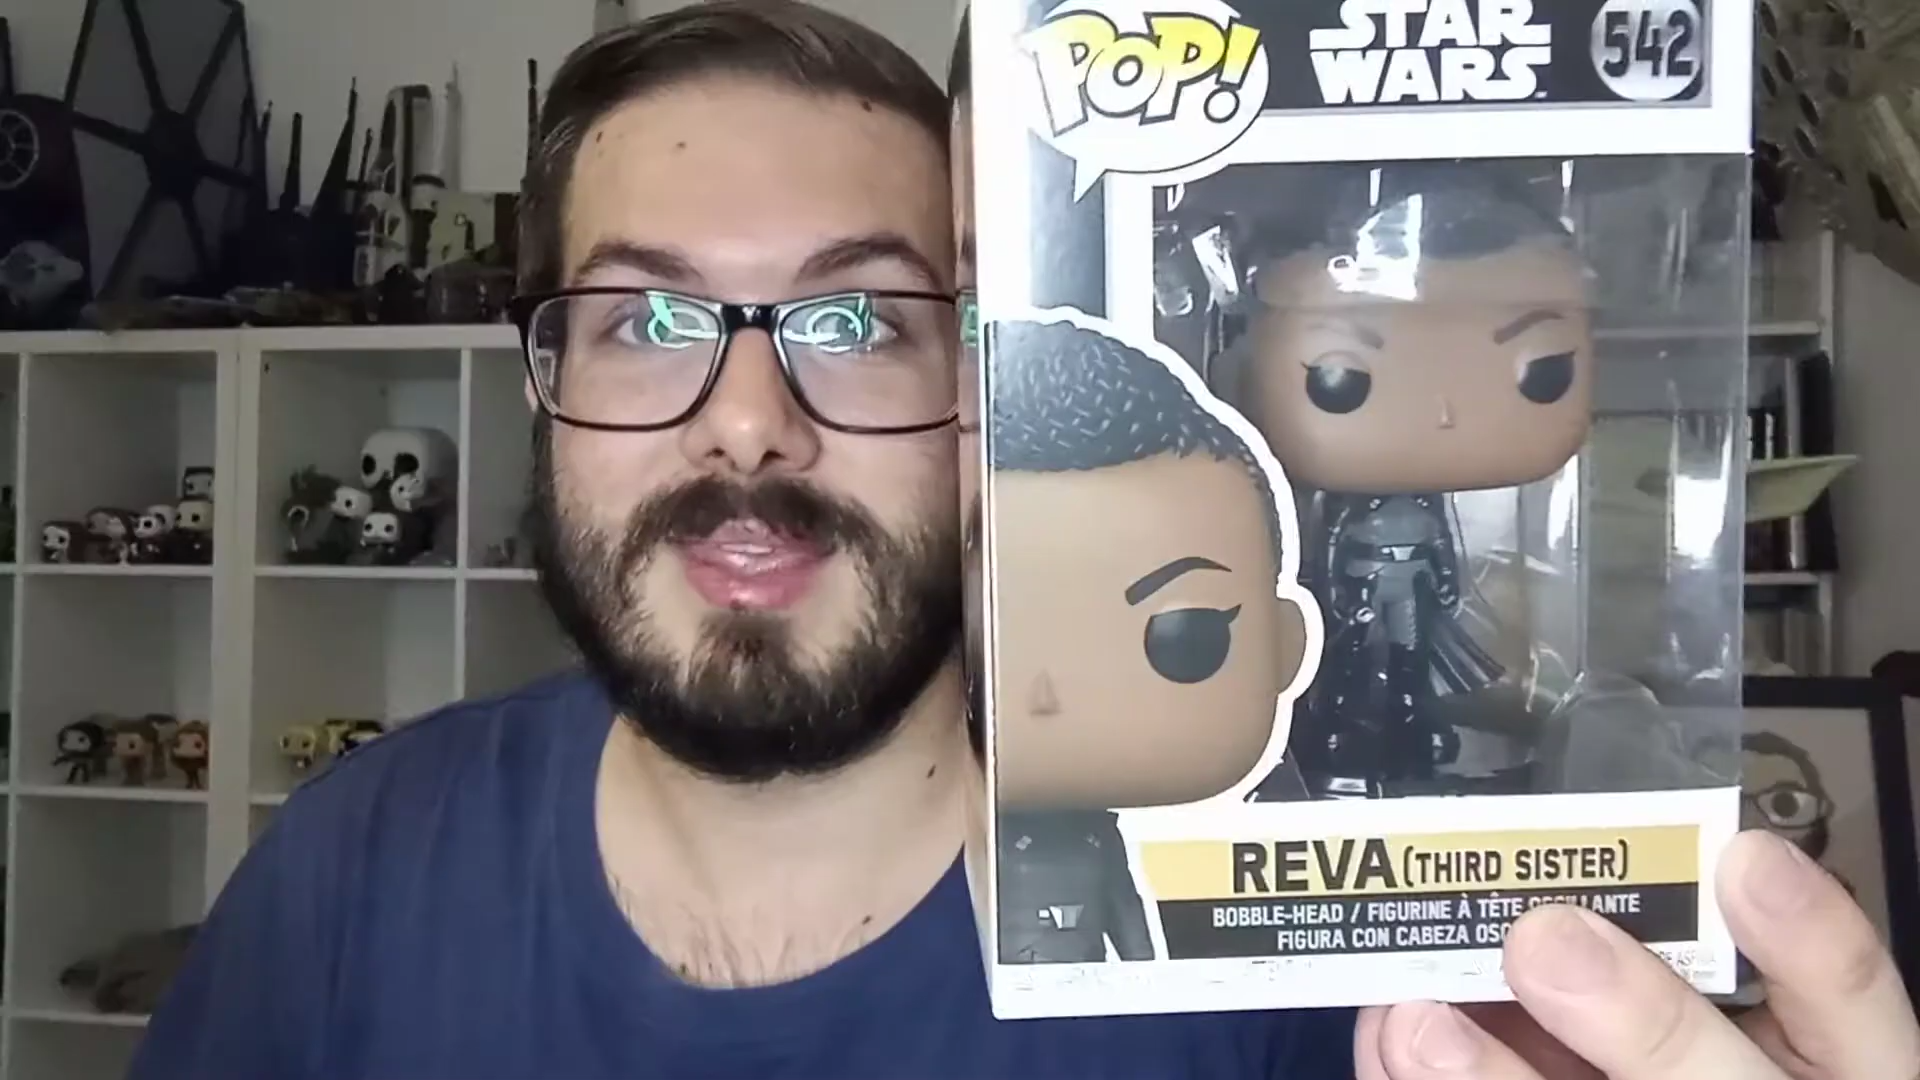 POP!
STAR WARS
542
REVA (THIRD SISTER)
BOBBLE-HEAD / FIGURINE À TÊTE
FIGURA CON CABEZA